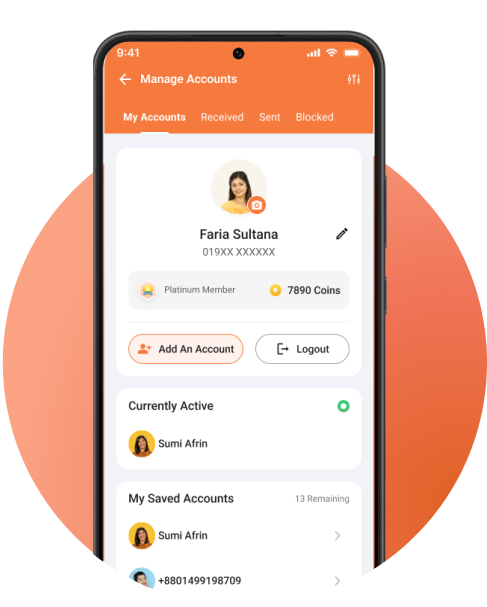 9:41
Manage Accounts
My Accounts Received Sent Blocked
Faria Sultana
019XX XXXXXX
Platinum Member 7890 Coins
Add An Account Logout
Currently Active
Sumi Afrin
My Saved Accounts 13 Remaining
Sumi Afrin
+8801499198709